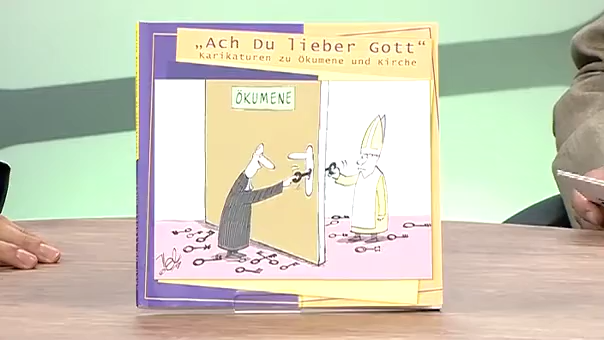 „Ach Du lieber Gott“
Karikaturen zu Ökumene und Kirche
ÖKUMENE